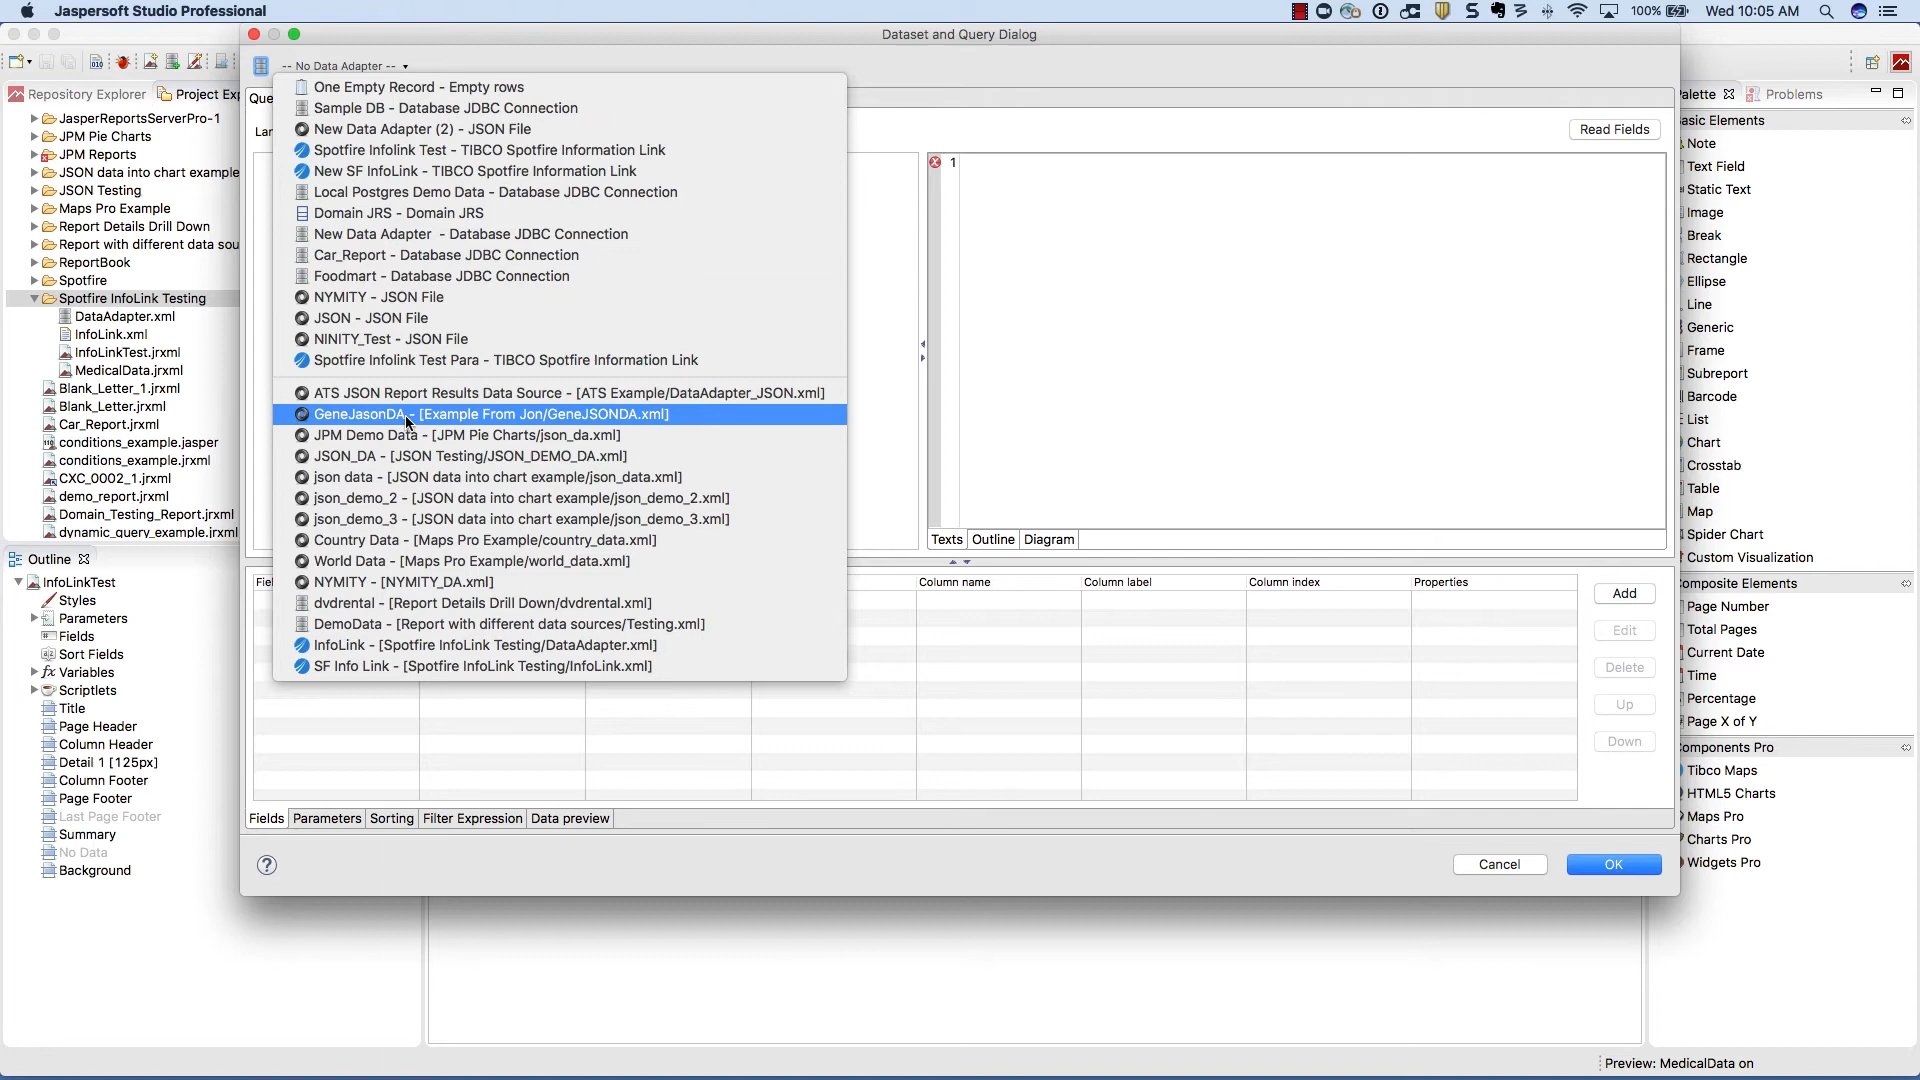 Jaspersoft Studio Professional
100%
Wed 10:05 AM
Dataset and Query Dialog
-- No Data Adapter --
Repository Explorer
Project Exp
JasperReportsServerPro-1
JPM Pie Charts
JPM Reports
JSON data into chart example
JSON Testing
Maps Pro Example
Report Details Drill Down
Report with different data sou
ReportBook
Spotfire
Spotfire InfoLink Testing
DataAdapter.xml
InfoLink.xml
InfoLinkTest.jrxml
MedicalData.jrxml
Blank_Letter_1.jrxml
Blank_Letter.jrxml
Car_Report.jrxml
conditions_example.jasper
conditions_example.jrxml
CXC_0002_1.jrxml
demo_report.jrxml
Domain_Testing_Report.jrxml
dynamic_query_example.jrxml
Outline
InfoLinkTest
Styles
Parameters
Fields
Sort Fields
fx Variables
Scriptlets
Title
Page Header
Column Header
Detail 1 [125px]
Column Footer
Page Footer
Last Page Footer
Summary
No Data
Background
Que
Lar
One Empty Record - Empty rows
Sample DB - Database JDBC Connection
New Data Adapter (2) - JSON File
Spotfire Infolink Test - TIBCO Spotfire Information Link
New SF InfoLink - TIBCO Spotfire Information Link
Local Postgres Demo Data - Database JDBC Connection
Domain JRS - Domain JRS
New Data Adapter - Database JDBC Connection
Car_Report - Database JDBC Connection
Foodmart - Database JDBC Connection
NYMITY - JSON File
JSON - JSON File
NINITY_Test - JSON File
Spotfire Infolink Test Para - TIBCO Spotfire Information Link
ATS JSON Report Results Data Source - [ATS Example/DataAdapter_JSON.xml]
GeneJasonDA - [Example From Jon/GeneJSONDA.xml]
JPM Demo Data - [JPM Pie Charts/json_da.xml]
JSON_DA - [JSON Testing/JSON_DEMO_DA.xml]
json data - [JSON data into chart example/json_data.xml]
json_demo_2 - [JSON data into chart example/json_demo_2.xml]
json_demo_3 - [JSON data into chart example/json_demo_3.xml]
Country Data - [Maps Pro Example/country_data.xml]
World Data - [Maps Pro Example/world_data.xml]
NYMITY - [NYMITY_DA.xml]
dvdrental - [Report Details Drill Down/dvdrental.xml]
DemoData - [Report with different data sources/Testing.xml]
InfoLink - [Spotfire InfoLink Testing/DataAdapter.xml]
SF Info Link - [Spotfire InfoLink Testing/InfoLink.xml]
Read Fields
1
Texts Outline Diagram
Fiel
Column name Column label Column index Properties
Add
Edit
Delete
Up
Down
Fields Parameters Sorting Filter Expression Data preview
?
Cancel OK
alette
Problems
asic Elements
Note
Text Field
Static Text
Image
Break
Rectangle
Ellipse
Line
Generic
Frame
Subreport
Barcode
List
Chart
Crosstab
Table
Map
Spider Chart
Custom Visualization
omposite Elements
Page Number
Total Pages
Current Date
Time
Percentage
Page X of Y
omponents Pro
Tibco Maps
HTML5 Charts
Maps Pro
Charts Pro
Widgets Pro
Preview: MedicalData on